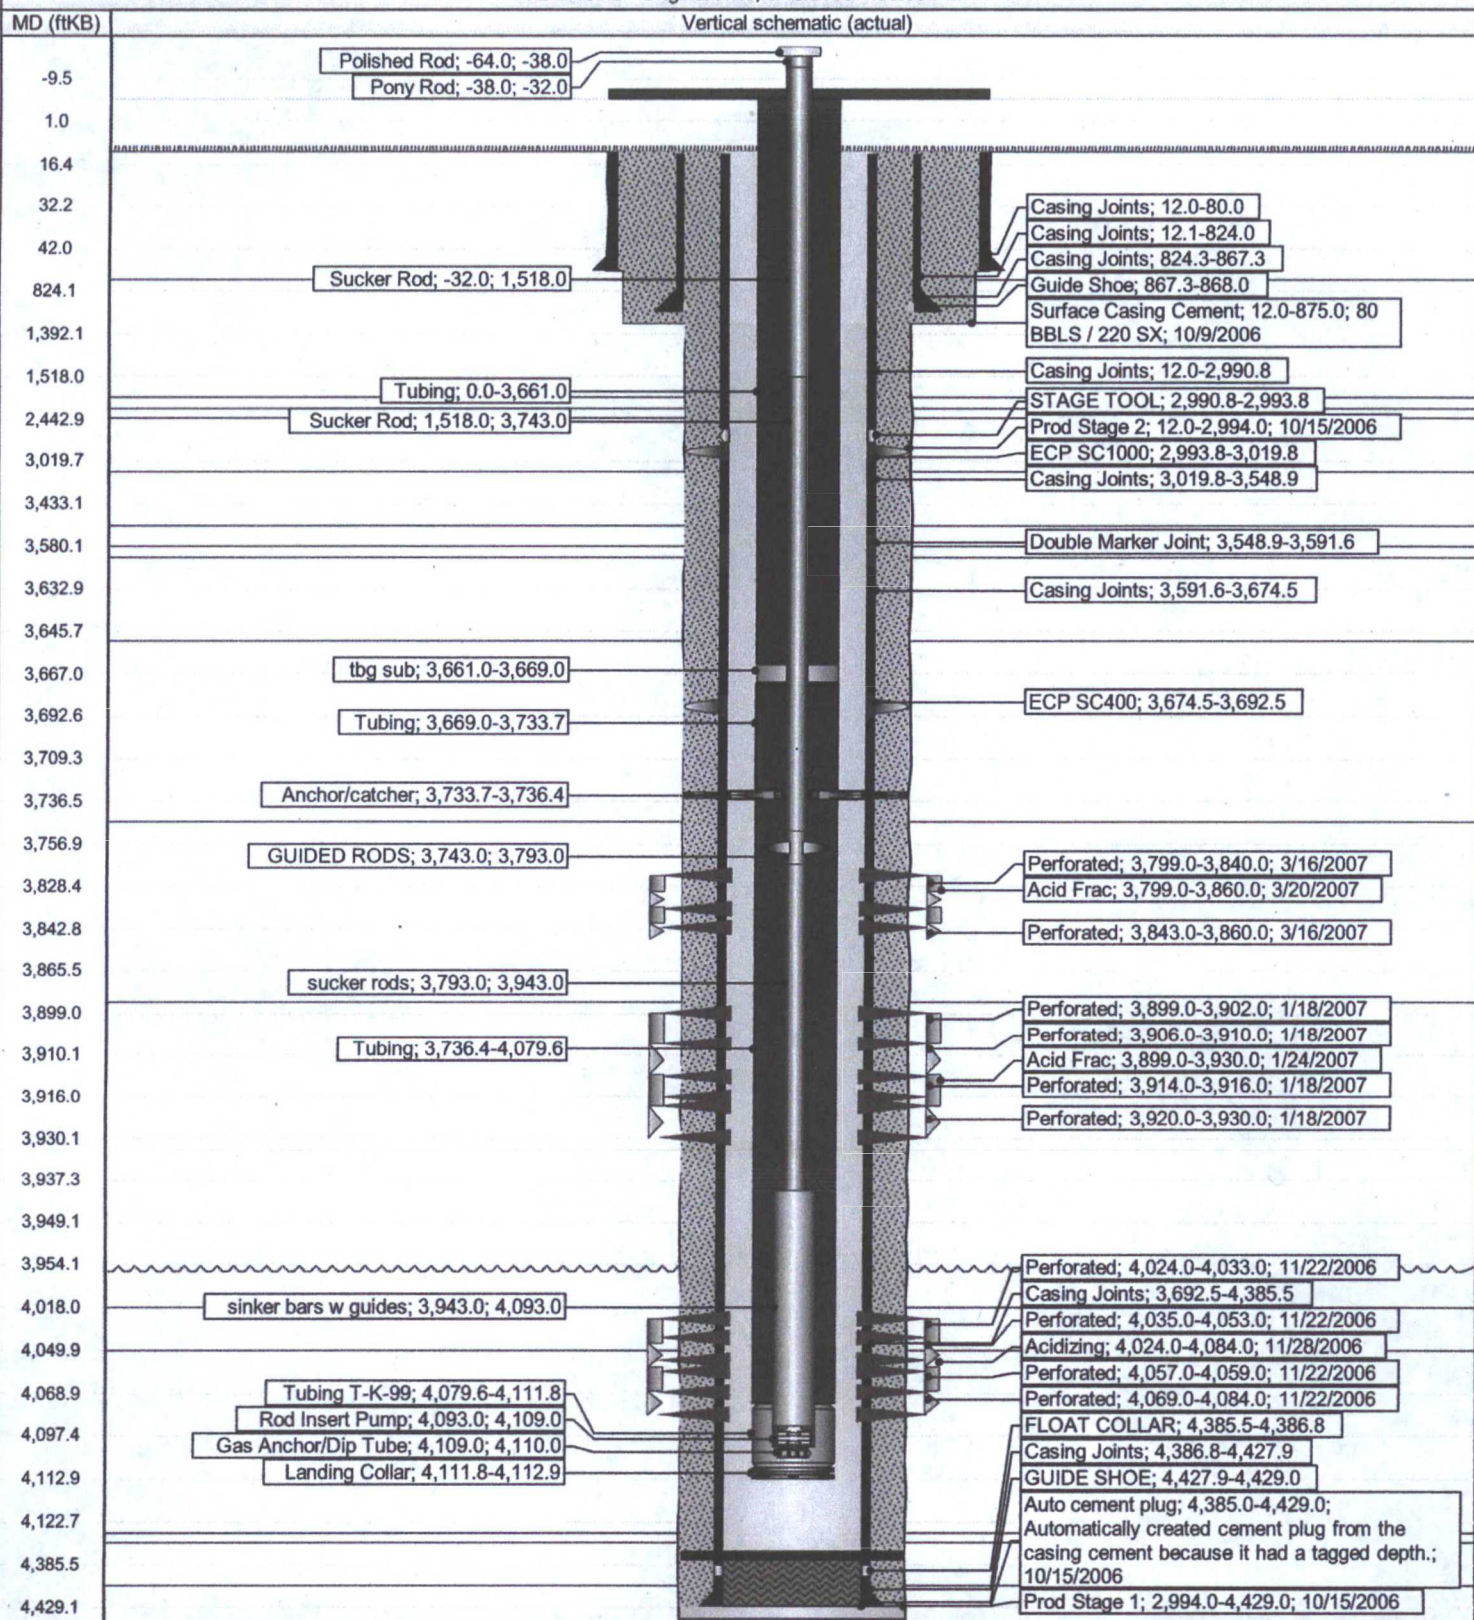 MD (ftKB)
Vertical schematic (actual)
-9.5
1.0
16.4
32.2
42.0
824.1
1,392.1
1,518.0
2,442.9
3,019.7
3,433.1
3,580.1
3,632.9
3,645.7
3,667.0
3,692.6
3,709.3
3,736.5
3,756.9
3,828.4
3,842.8
3,865.5
3,899.0
3,910.1
3,916.0
3,930.1
3,937.3
3,949.1
3,954.1
4,018.0
4,049.9
4,068.9
4,097.4
4,112.9
4,122.7
4,385.5
4,429.1
Polished Rod; -64.0; -38.0
Pony Rod; -38.0; -32.0
Sucker Rod; -32.0; 1,518.0
Tubing; 0.0-3,661.0
Sucker Rod; 1,518.0; 3,743.0
tbg sub; 3,661.0-3,669.0
Tubing; 3,669.0-3,733.7
Anchor/catcher; 3,733.7-3,736.4
GUIDED RODS; 3,743.0; 3,793.0
sucker rods; 3,793.0; 3,943.0
Tubing; 3,736.4-4,079.6
sinker bars w guides; 3,943.0; 4,093.0
Tubing T-K-99; 4,079.6-4,111.8
Rod Insert Pump; 4,093.0; 4,109.0
Gas Anchor/Dip Tube; 4,109.0; 4,110.0
Landing Collar; 4,111.8-4,112.9
Casing Joints; 12.0-80.0
Casing Joints; 12.1-824.0
Casing Joints; 824.3-867.3
Guide Shoe; 867.3-868.0
Surface Casing Cement; 12.0-875.0; 80
BBLS / 220 SX; 10/9/2006
Casing Joints; 12.0-2,990.8
STAGE TOOL; 2,990.8-2,993.8
Prod Stage 2; 12.0-2,994.0; 10/15/2006
ECP SC1000; 2,993.8-3,019.8
Casing Joints; 3,019.8-3,548.9
Double Marker Joint; 3,548.9-3,591.6
Casing Joints; 3,591.6-3,674.5
ECP SC400; 3,674.5-3,692.5
Perforated; 3,799.0-3,840.0; 3/16/2007
Acid Frac; 3,799.0-3,860.0; 3/20/2007
Perforated; 3,843.0-3,860.0; 3/16/2007
Perforated; 3,899.0-3,902.0; 1/18/2007
Perforated; 3,906.0-3,910.0; 1/18/2007
Acid Frac; 3,899.0-3,930.0; 1/24/2007
Perforated; 3,914.0-3,916.0; 1/18/2007
Perforated; 3,920.0-3,930.0; 1/18/2007
Perforated; 4,024.0-4,033.0; 11/22/2006
Casing Joints; 3,692.5-4,385.5
Perforated; 4,035.0-4,053.0; 11/22/2006
Acidizing; 4,024.0-4,084.0; 11/28/2006
Perforated; 4,057.0-4,059.0; 11/22/2006
Perforated; 4,069.0-4,084.0; 11/22/2006
FLOAT COLLAR; 4,385.5-4,386.8
Casing Joints; 4,386.8-4,427.9
GUIDE SHOE; 4,427.9-4,429.0
Auto cement plug; 4,385.0-4,429.0;
Automatically created cement plug from the
casing cement because it had a tagged depth.;
10/15/2006
Prod Stage 1; 2,994.0-4,429.0; 10/15/2006